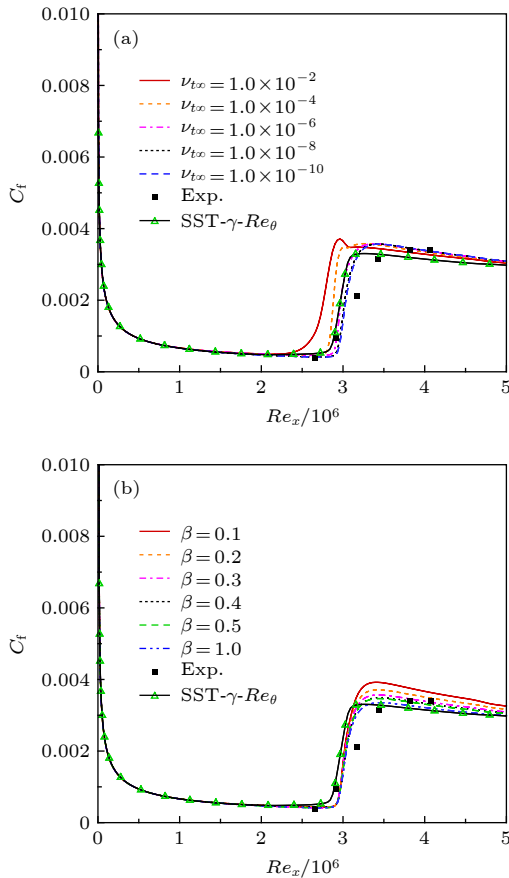 (a)
0.010
0.008
0.006
0.004
0.002
0
C_f
ν_{t∞} = 1.0×10^{−2}
ν_{t∞} = 1.0×10^{−4}
ν_{t∞} = 1.0×10^{−6}
ν_{t∞} = 1.0×10^{−8}
ν_{t∞} = 1.0×10^{−10}
Exp.
SST-γ-Re_θ
0 1 2 3 4 5
Re_x/10^6
(b)
0.010
0.008
0.006
0.004
0.002
0
C_f
β=0.1
β=0.2
β=0.3
β=0.4
β=0.5
β=1.0
Exp.
SST-γ-Re_θ
0 1 2 3 4 5
Re_x/10^6